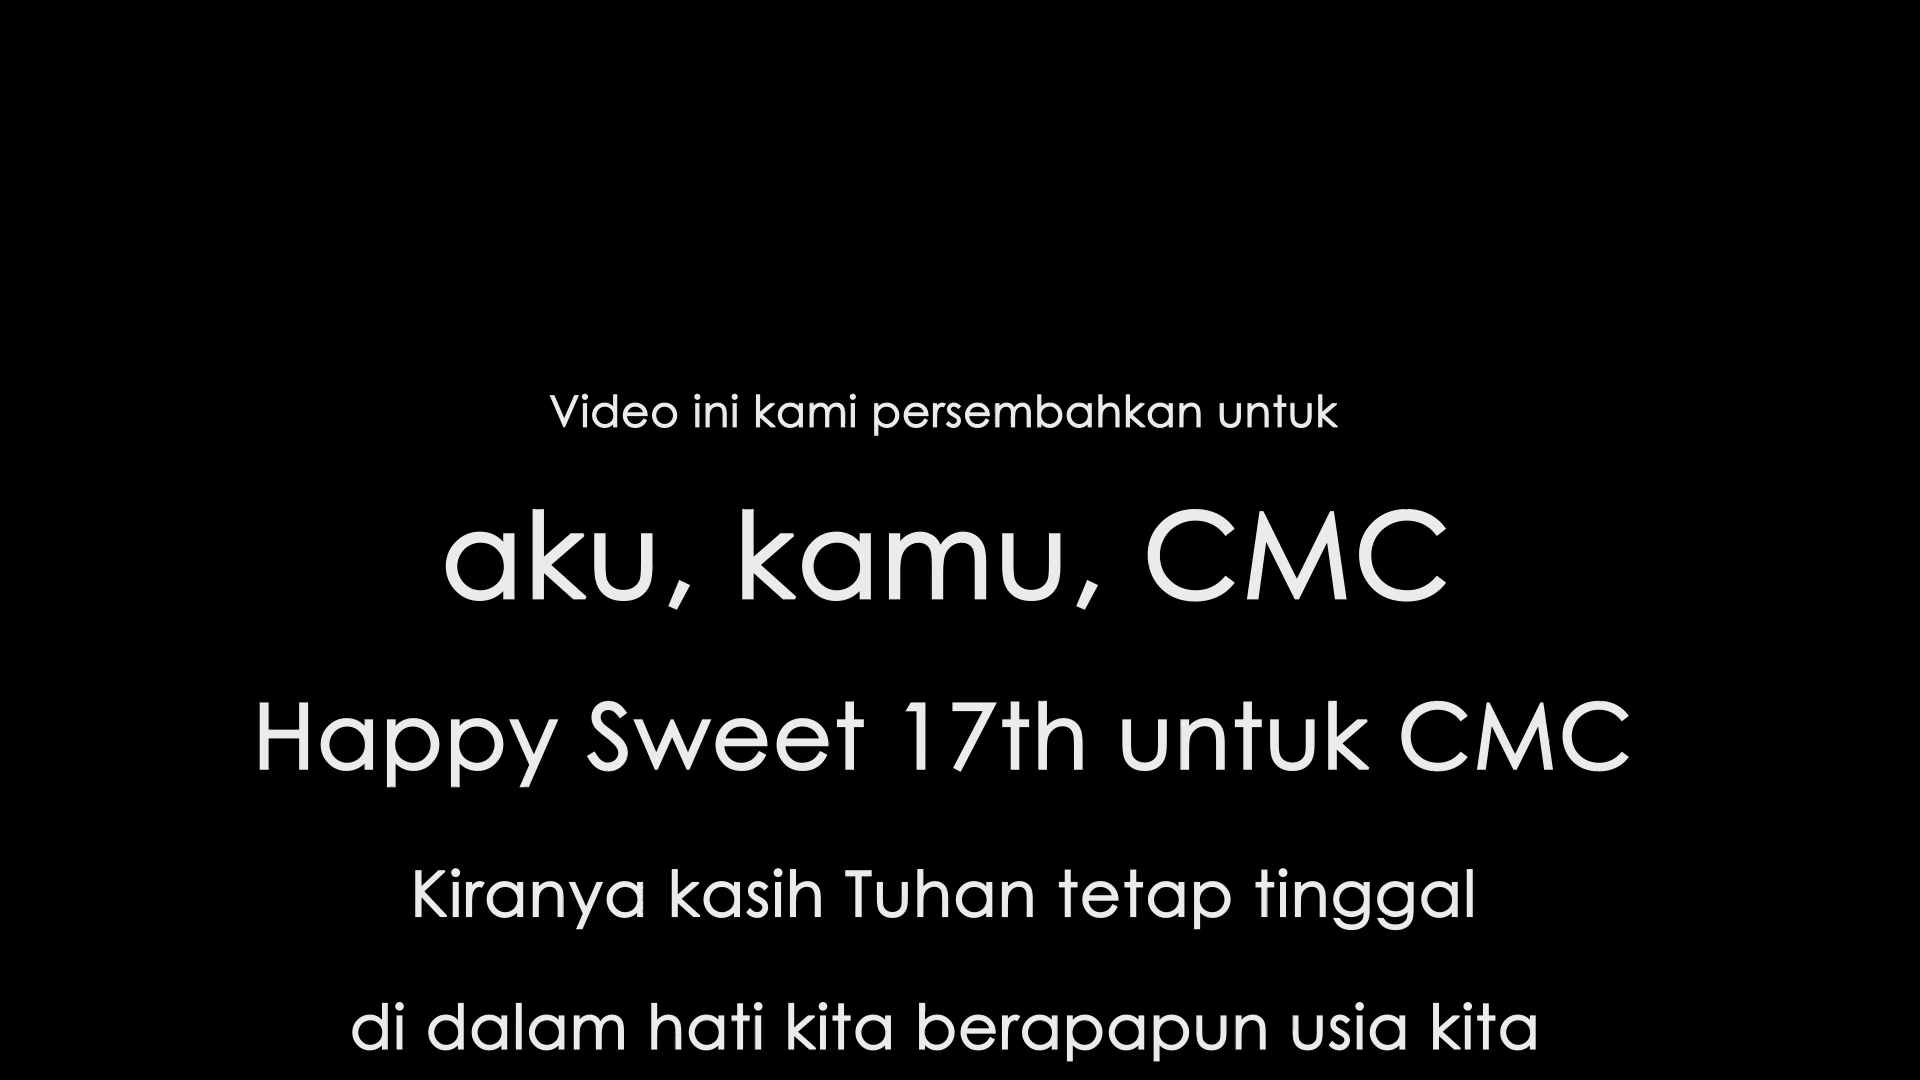 Video ini kami persembahkan untuk
aku, kamu, CMC
Happy Sweet 17th untuk CMC
Kiranya kasih Tuhan tetap tinggal
di dalam hati kita berapapun usia kita